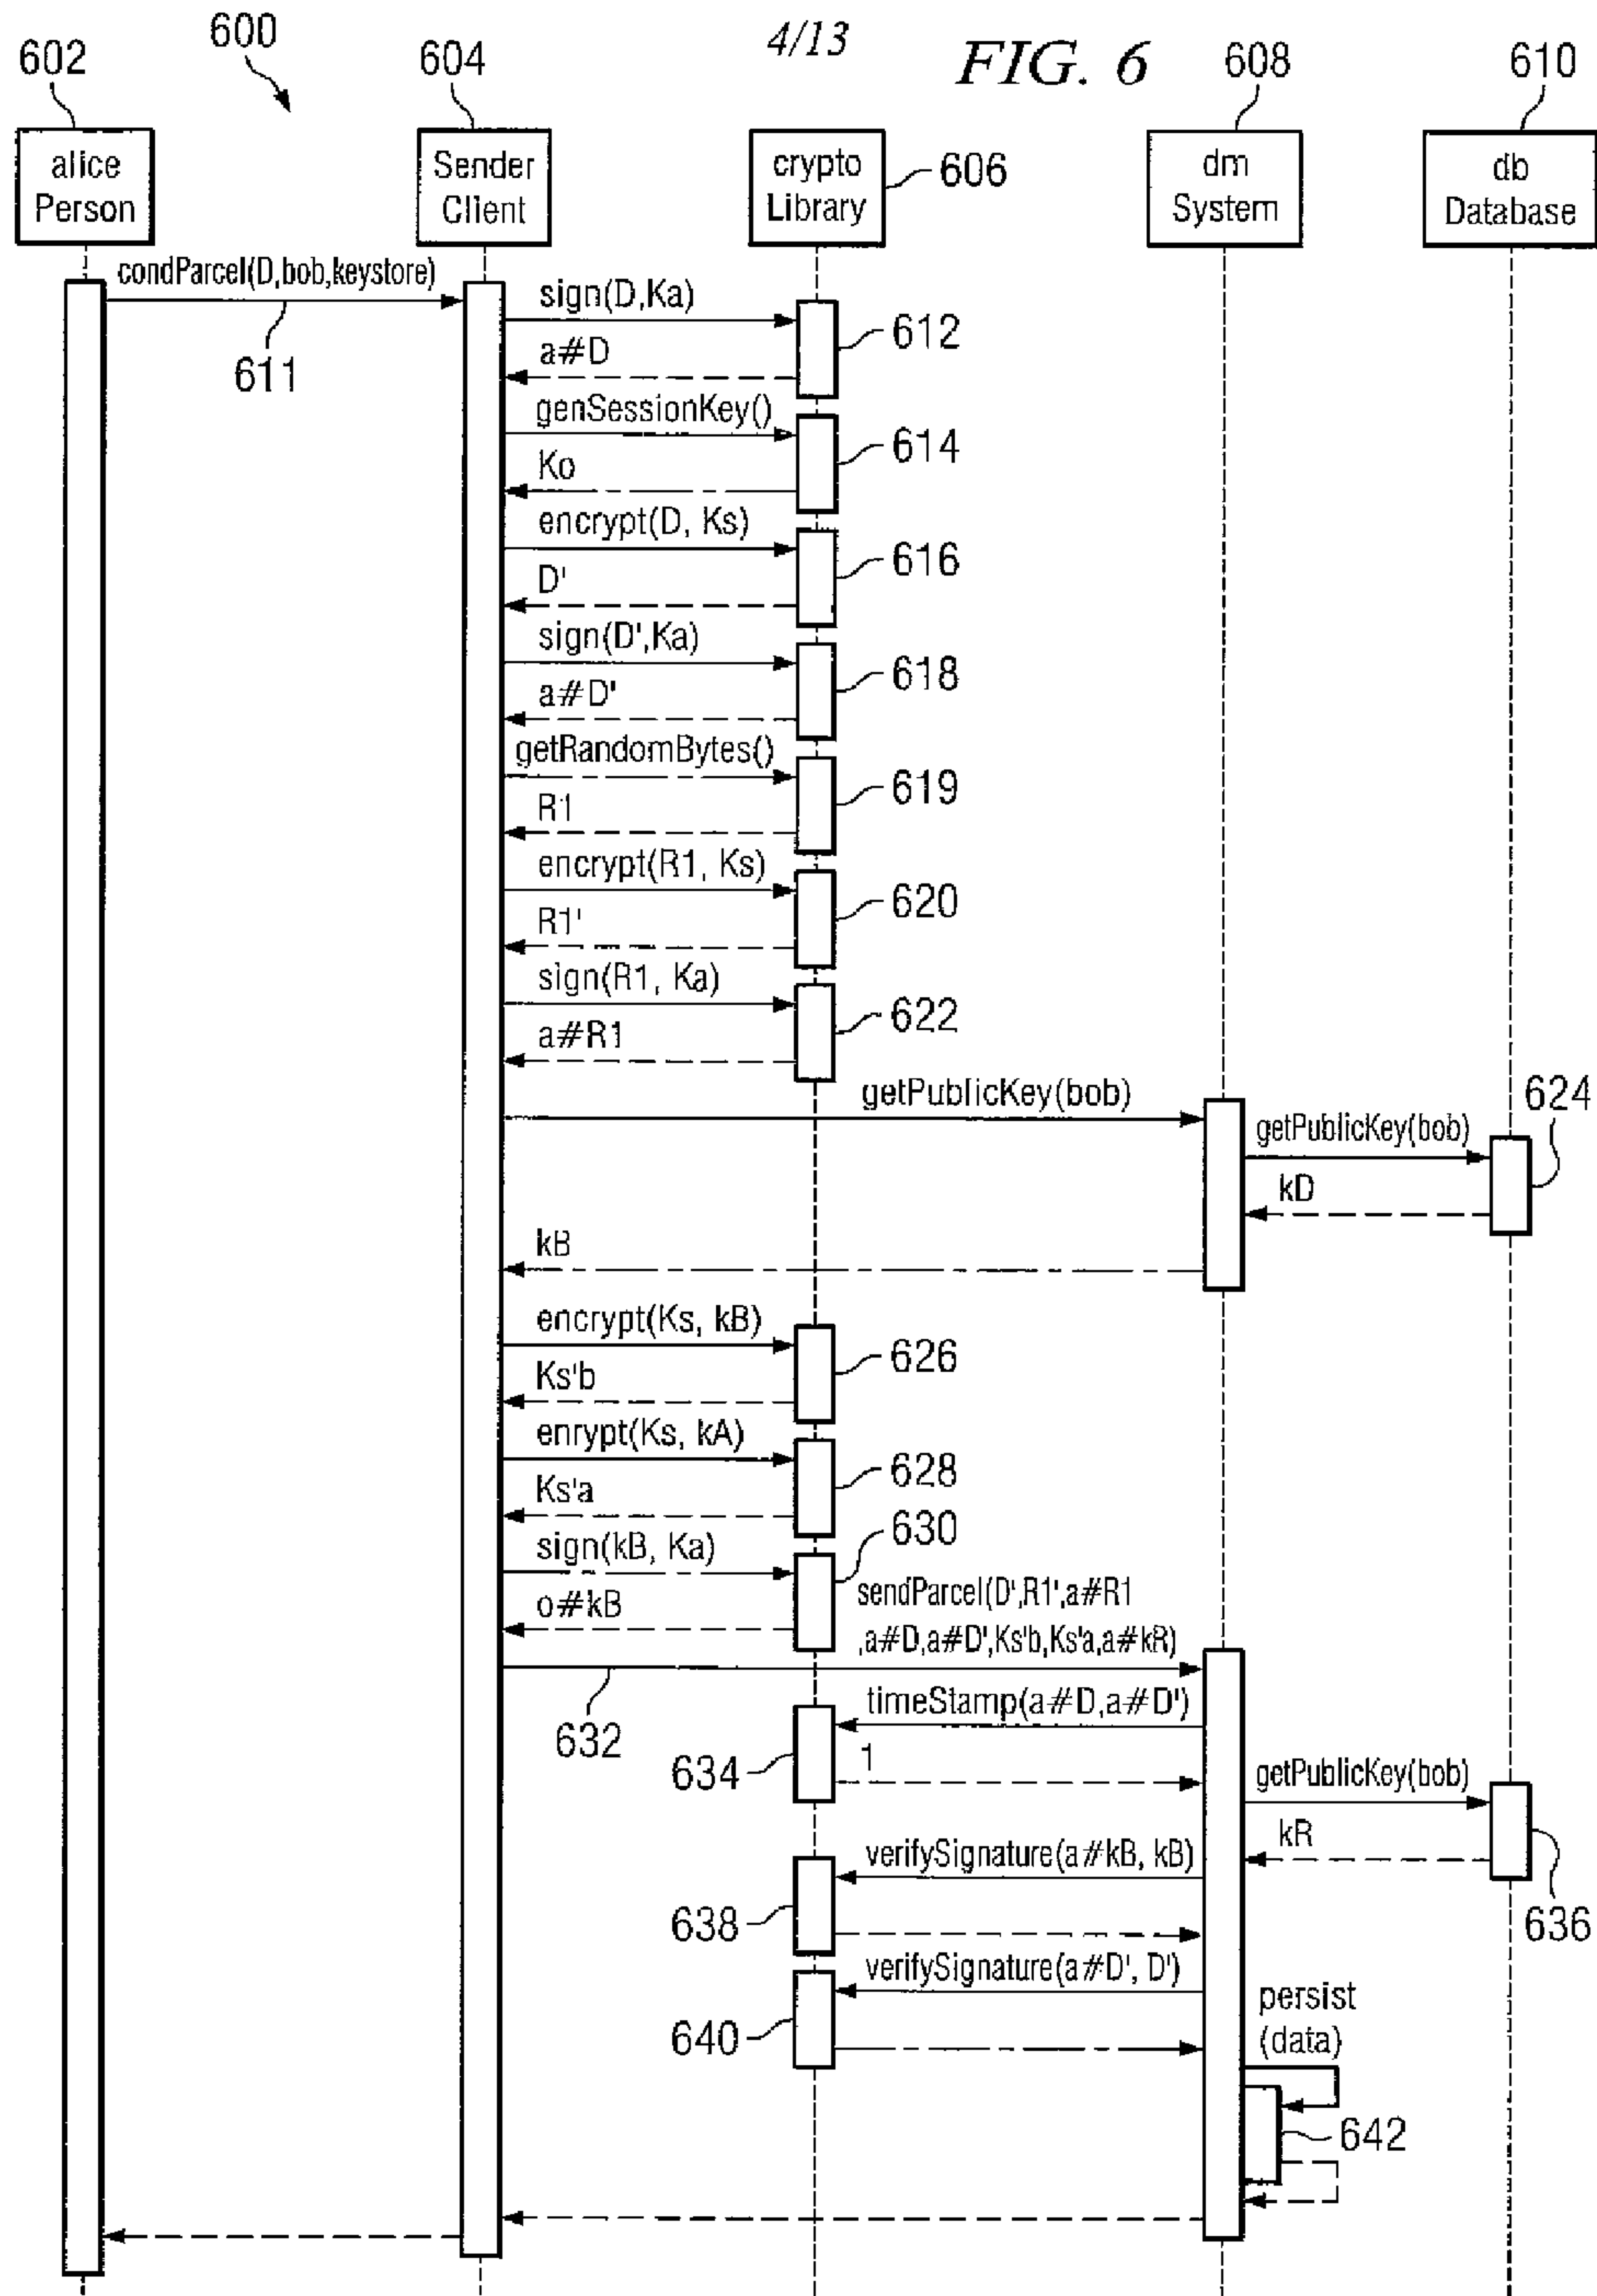 4/13
FIG. 6
600
602
604
606
608
610
alice
Person
Sender
Client
crypto
Library
dm
System
db
Database
condParcel(D,bob,keystore)
611
sign(D,Ka)
612
a#D
genSessionKey()
614
Ko
encrypt(D, Ks)
616
D'
sign(D',Ka)
618
a#D'
getRandomBytes()
619
R1
encrypt(R1, Ks)
620
R1'
sign(R1, Ka)
622
a#R1
getPublicKey(bob)
624
getPublicKey(bob)
kD
kB
encrypt(Ks, kB)
626
Ks'b
enrypt(Ks, kA)
628
Ks'a
630
sign(kB, Ka)
o#kB
sendParcel(D',R1',a#R1
,a#D,a#D',Ks'b,Ks'a,a#kR)
632
timeStamp(a#D,a#D')
634
1
getPublicKey(bob)
kR
636
verifySignature(a#kB, kB)
638
verifySignature(a#D', D')
640
persist
(data)
642